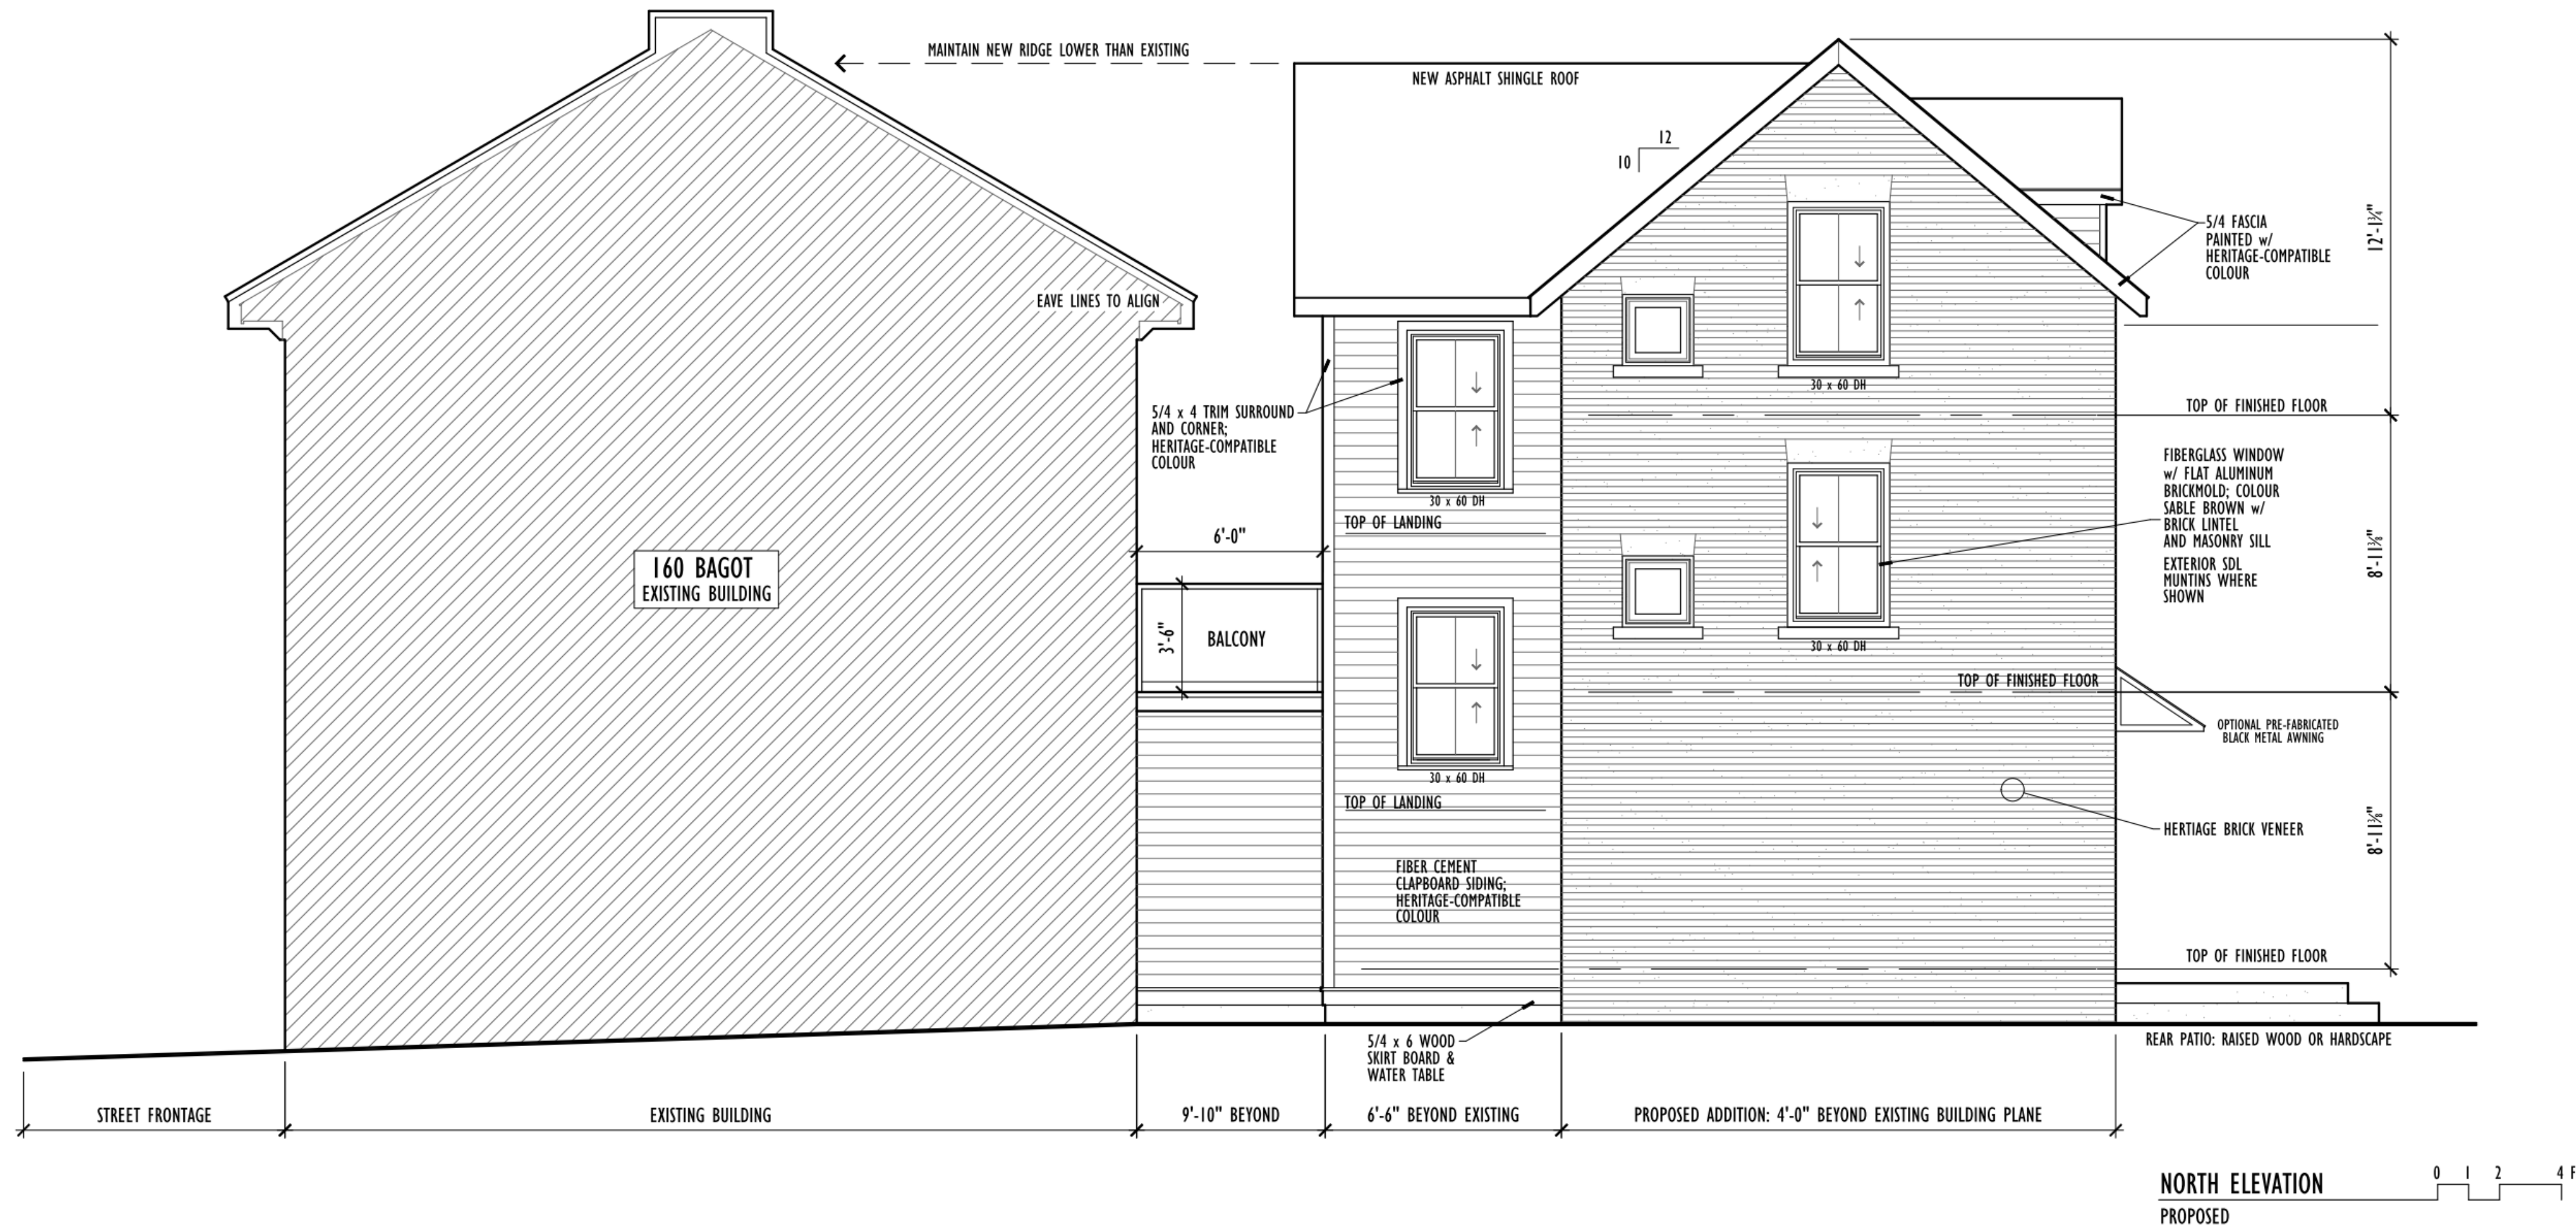 MAINTAIN NEW RIDGE LOWER THAN EXISTING
NEW ASPHALT SHINGLE ROOF
12
10
5/4 FASCIA
PAINTED w/
HERITAGE-COMPATIBLE
COLOUR
12'-1¾"
EAVE LINES TO ALIGN
30 x 60 DH
TOP OF FINISHED FLOOR
5/4 x 4 TRIM SURROUND
AND CORNER;
HERITAGE-COMPATIBLE
COLOUR
30 x 60 DH
TOP OF LANDING
6'-0"
FIBERGLASS WINDOW
w/ FLAT ALUMINUM
BRICKMOLD; COLOUR
SABLE BROWN w/
BRICK LINTEL
AND MASONRY SILL
EXTERIOR SDL
MUNTINS WHERE
SHOWN
8'-11⅜"
160 BAGOT
EXISTING BUILDING
3'-6"
BALCONY
30 x 60 DH
TOP OF FINISHED FLOOR
OPTIONAL PRE-FABRICATED
BLACK METAL AWNING
30 x 60 DH
TOP OF LANDING
HERTIAGE BRICK VENEER
8'-11⅜"
FIBER CEMENT
CLAPBOARD SIDING;
HERITAGE-COMPATIBLE
COLOUR
TOP OF FINISHED FLOOR
5/4 x 6 WOOD
SKIRT BOARD &
WATER TABLE
REAR PATIO: RAISED WOOD OR HARDSCAPE
STREET FRONTAGE
EXISTING BUILDING
9'-10" BEYOND
6'-6" BEYOND EXISTING
PROPOSED ADDITION: 4'-0" BEYOND EXISTING BUILDING PLANE
NORTH ELEVATION
PROPOSED
0 1 2 4 F